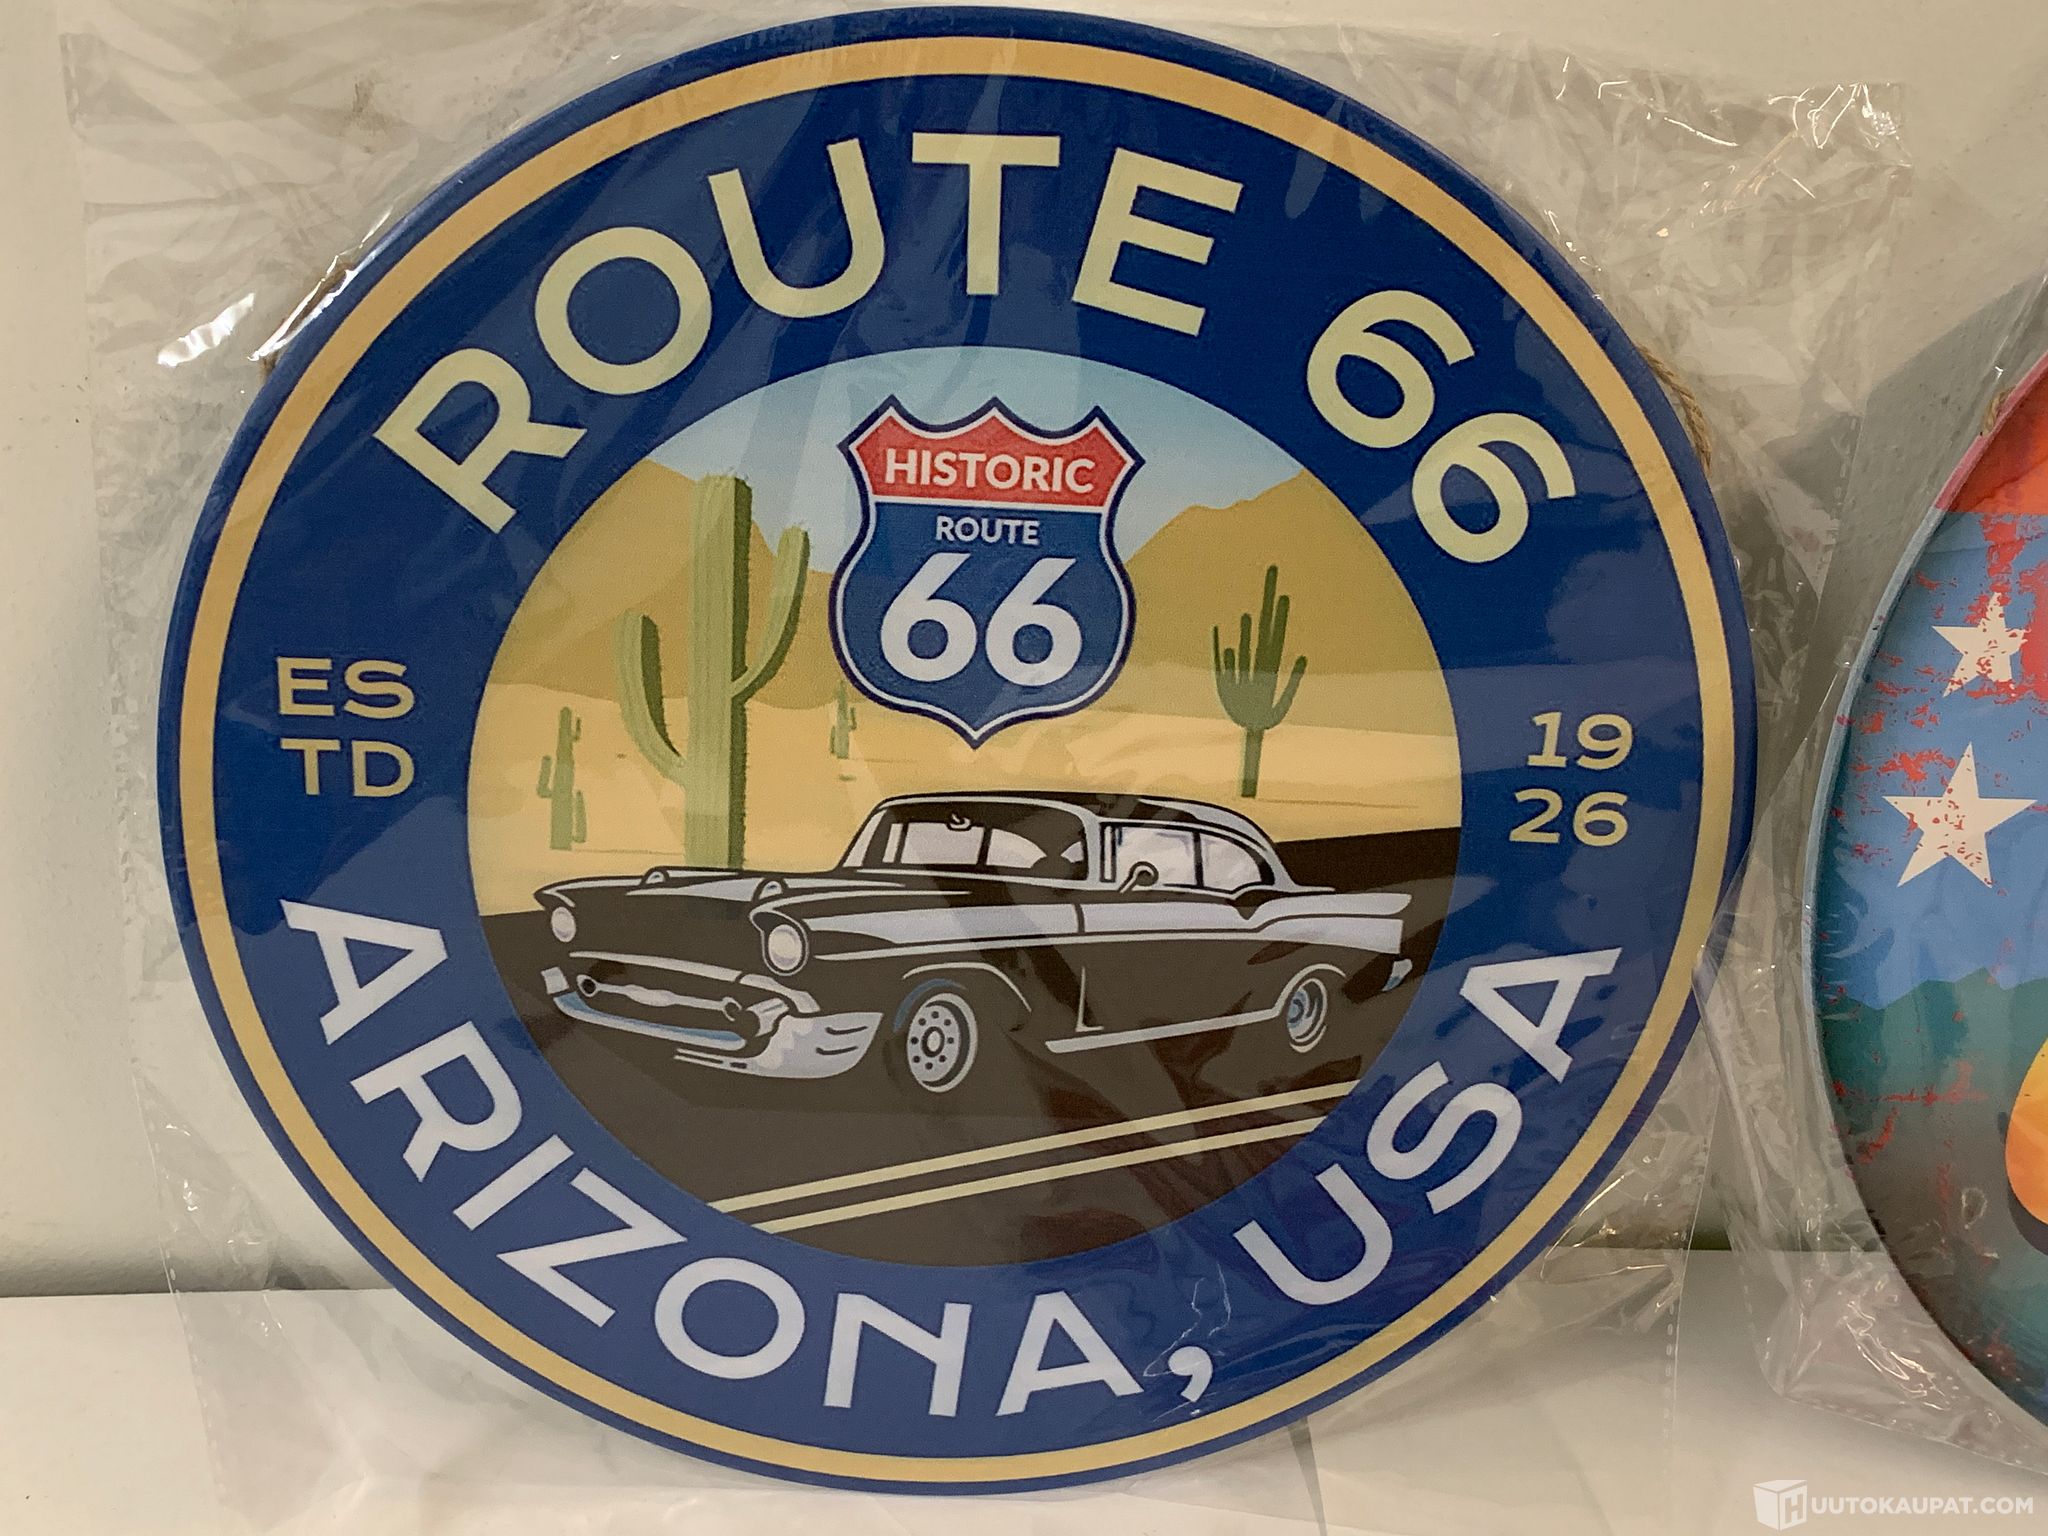 ROUTE 66
HISTORIC
ROUTE
66
ES
TD
19
26
ARIZONA, USA
HUUTOKAUPAT.COM